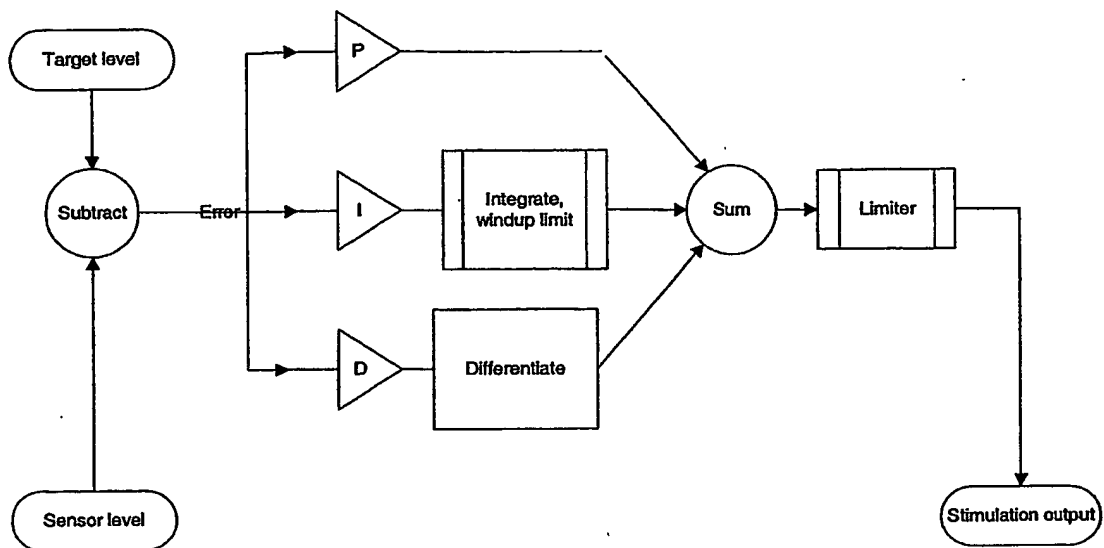 Target level
P
Subtract
Error
I
Integrate,
windup limit
Sum
Limiter
D
Differentiate
Sensor level
Stimulation output